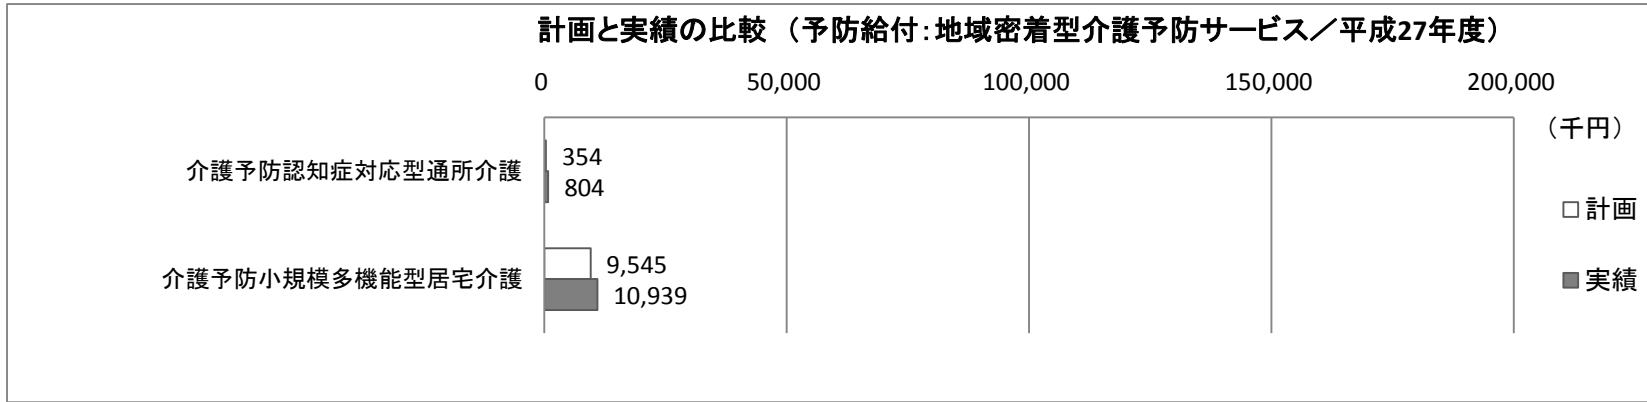 計画と実績の比較 （予防給付：地域密着型介護予防サービス／平成27年度）
0 50,000 100,000 150,000 200,000
（千円）
介護予防認知症対応型通所介護
354
804
介護予防小規模多機能型居宅介護
9,545
10,939
計画
実績